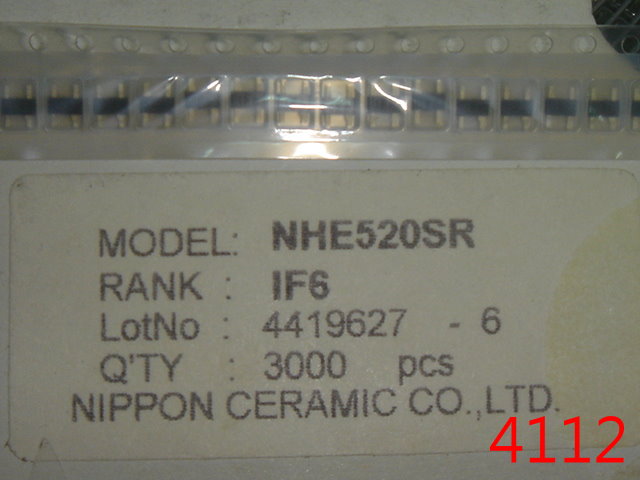 MODEL: NHE520SR
RANK : IF6
LotNo : 4419627 - 6
Q'TY : 3000 pcs
NIPPON CERAMIC CO.,LTD.
4112